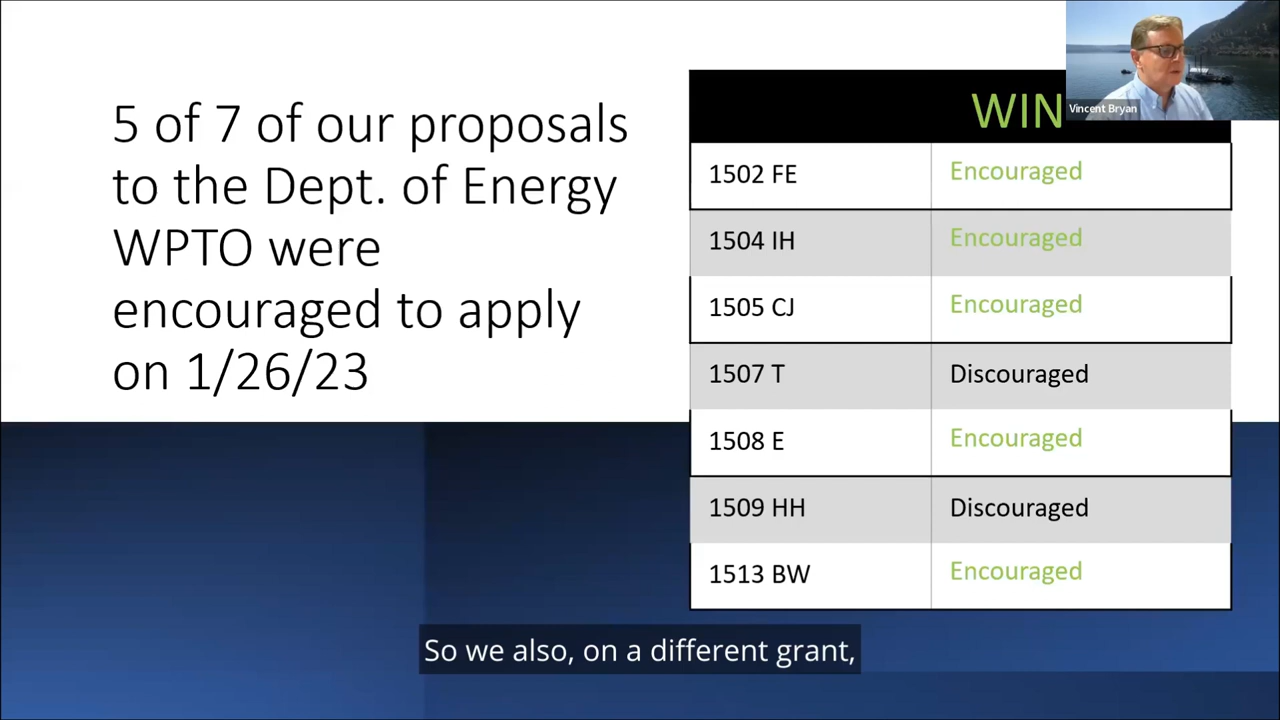 5 of 7 of our proposals
to the Dept. of Energy
WPTO were
encouraged to apply
on 1/26/23
WIN
Vincent Bryan
1502 FE Encouraged
1504 IH Encouraged
1505 CJ Encouraged
1507 T Discouraged
1508 E Encouraged
1509 HH Discouraged
1513 BW Encouraged
So we also, on a different grant,